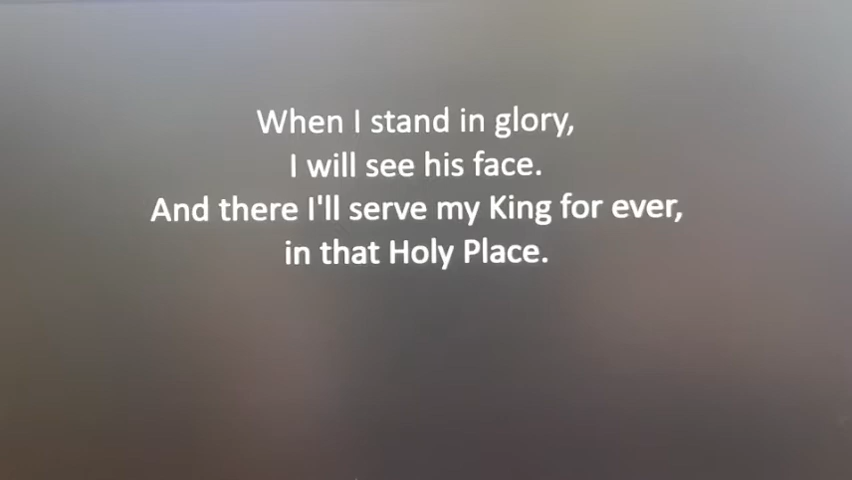 When I stand in glory,
I will see his face.
And there I'll serve my King for ever,
in that Holy Place.